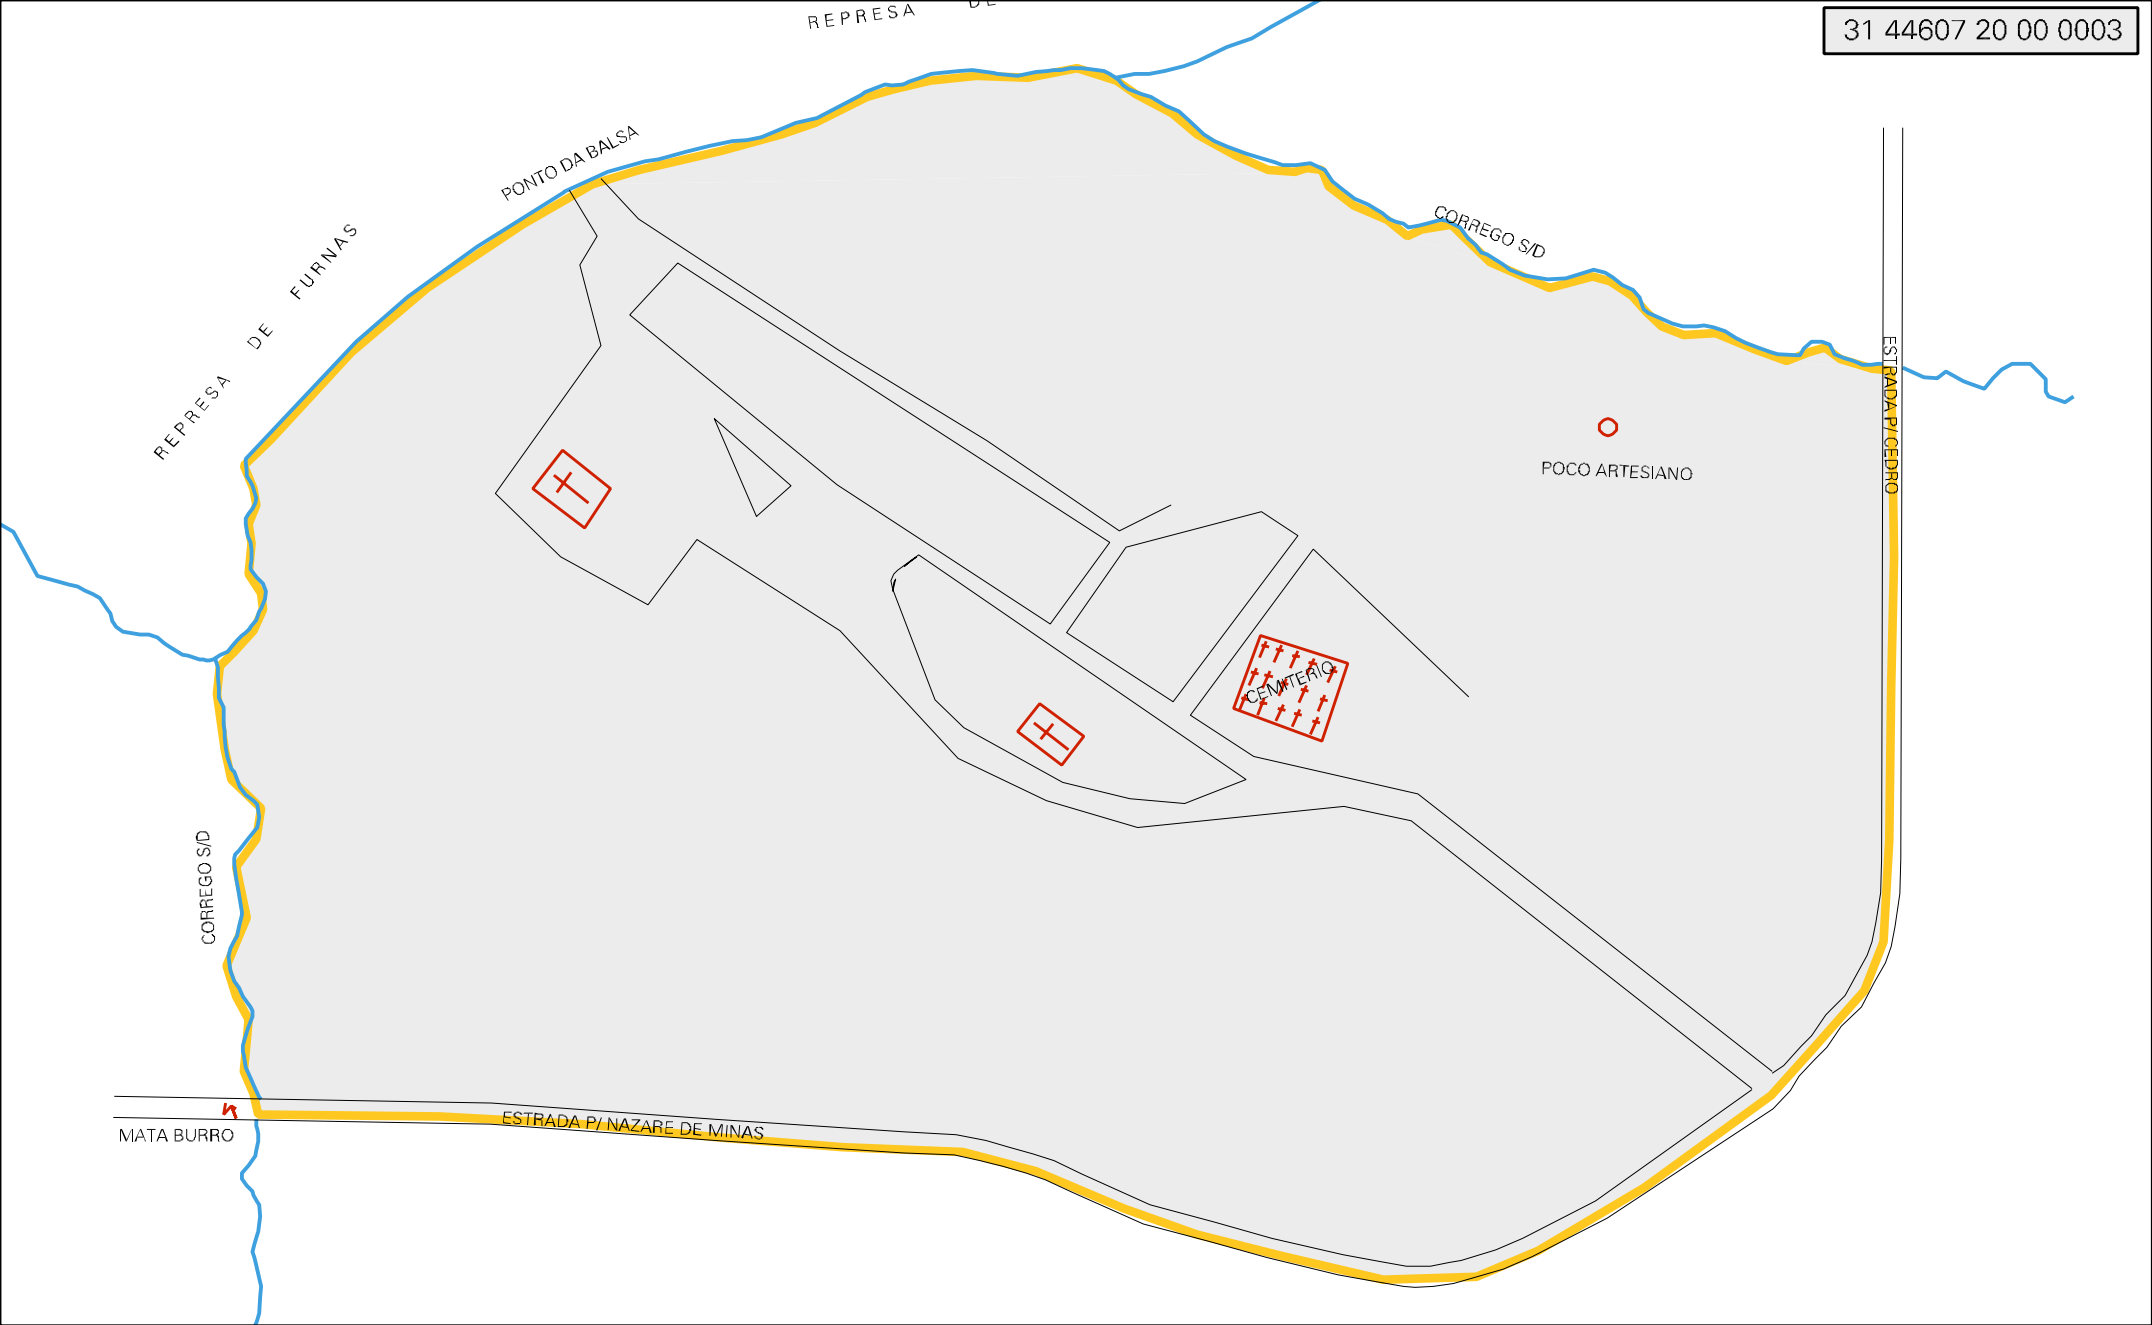 REPRESA DE
31 44607 20 00 0003
PONTO DA BALSA
REPRESA DE FURNAS
CORREGO S/D
ESTRADA P/ CEDRO
POCO ARTESIANO
CEMITERIO
CORREGO S/D
ESTRADA P/ NAZARE DE MINAS
MATA BURRO